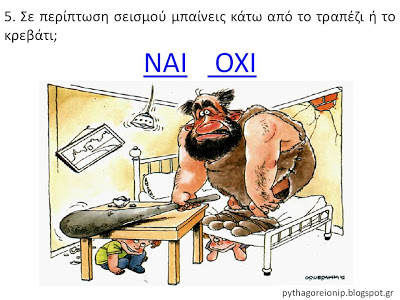 5. Σε περίπτωση σεισμού μπαίνεις κάτω από το τραπέζι ή το
κρεβάτι;
ΝΑΙ ΟΧΙ
pythagoreionip.blogspot.gr